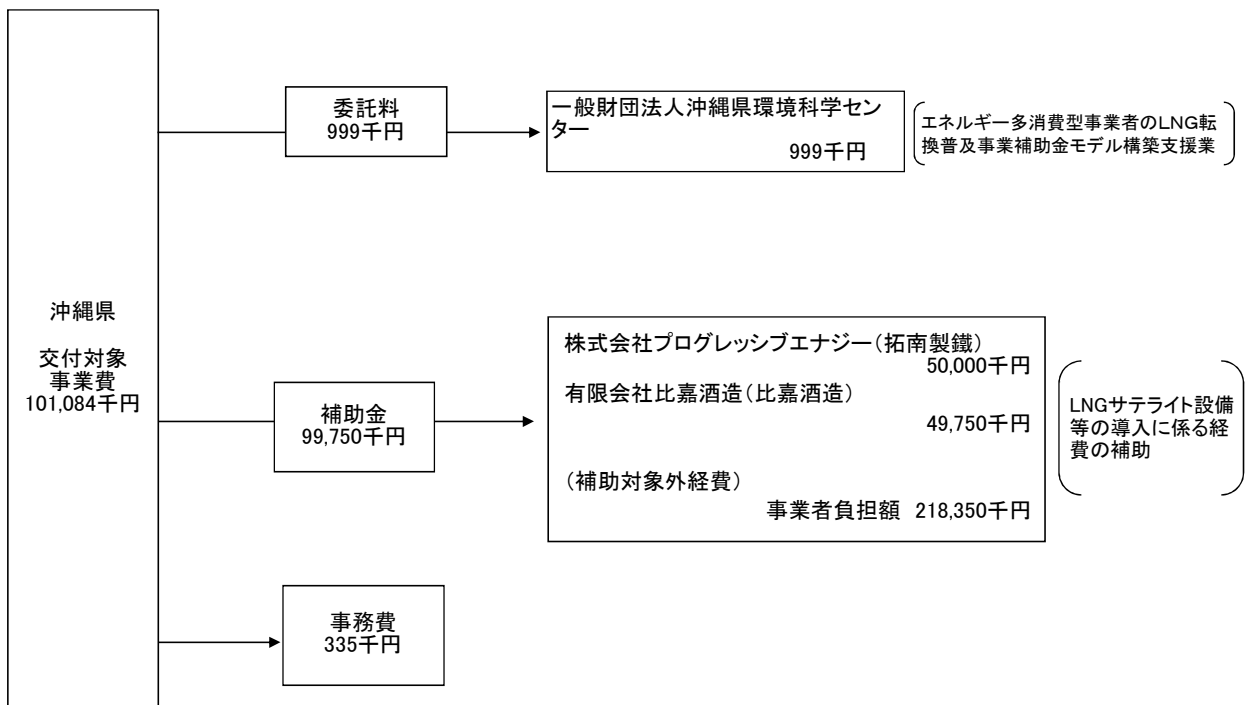 沖縄県
交付対象
事業費
101,084千円
委託料
999千円
一般財団法人沖縄県環境科学セン
ター
999千円
エネルギー多消費型事業者のLNG転
換普及事業補助金モデル構築支援業
補助金
99,750千円
株式会社プログレッシブエナジー(拓南製鐵)
50,000千円
有限会社比嘉酒造(比嘉酒造)
49,750千円
(補助対象外経費)
事業者負担額 218,350千円
LNGサテライト設備
等の導入に係る経
費の補助
事務費
335千円